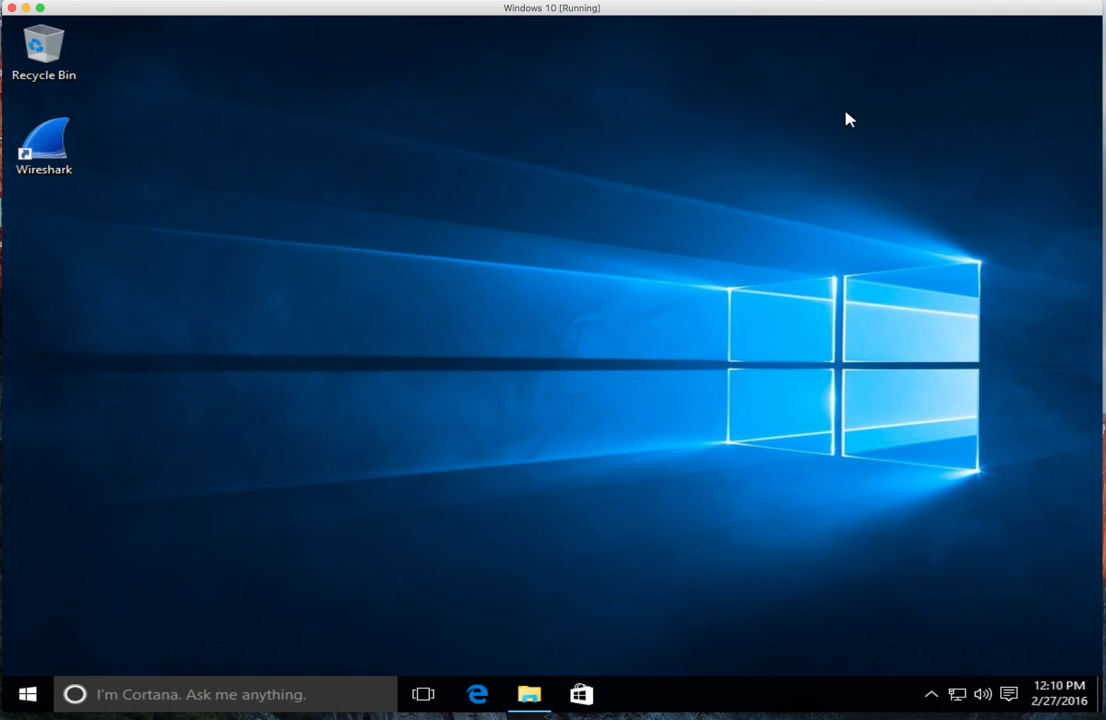 Windows 10 [Running]
Recycle Bin
Wireshark
I'm Cortana. Ask me anything.
12:10 PM
2/27/2016